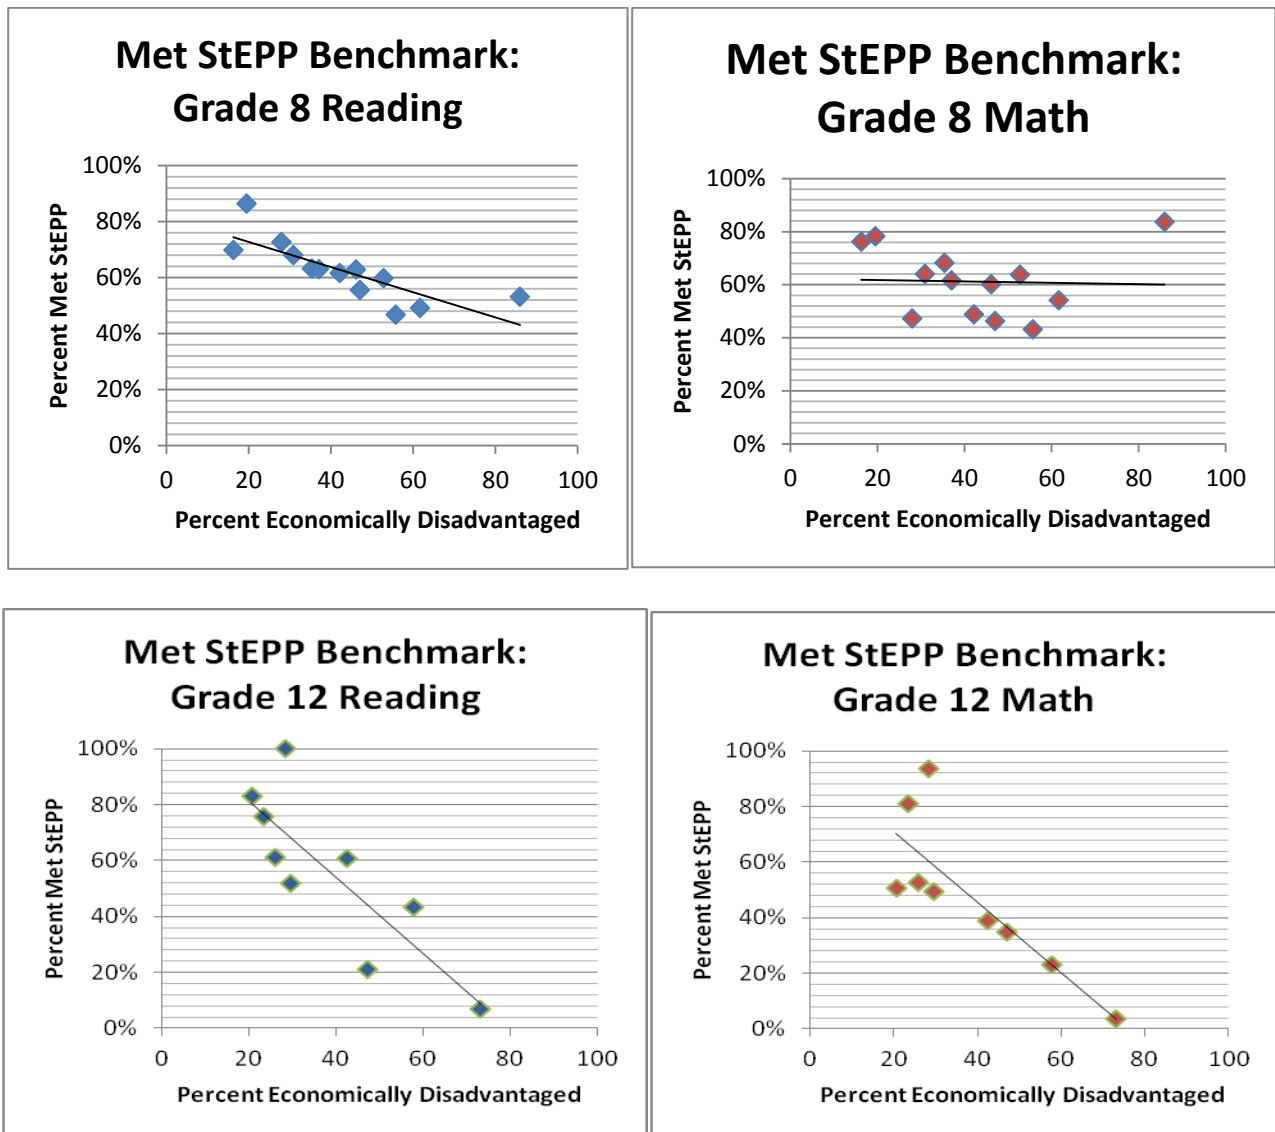 Met StEPP Benchmark:
Grade 8 Reading
100%
80%
60%
40%
20%
0%
Percent Met StEPP
0 20 40 60 80 100
Percent Economically Disadvantaged
Met StEPP Benchmark:
Grade 8 Math
100%
80%
60%
40%
20%
0%
Percent Met StEPP
0 20 40 60 80 100
Percent Economically Disadvantaged
Met StEPP Benchmark:
Grade 12 Reading
100%
80%
60%
40%
20%
0%
Percent Met StEPP
0 20 40 60 80 100
Percent Economically Disadvantaged
Met StEPP Benchmark:
Grade 12 Math
100%
80%
60%
40%
20%
0%
Percent Met StEPP
0 20 40 60 80 100
Percent Economically Disadvantaged